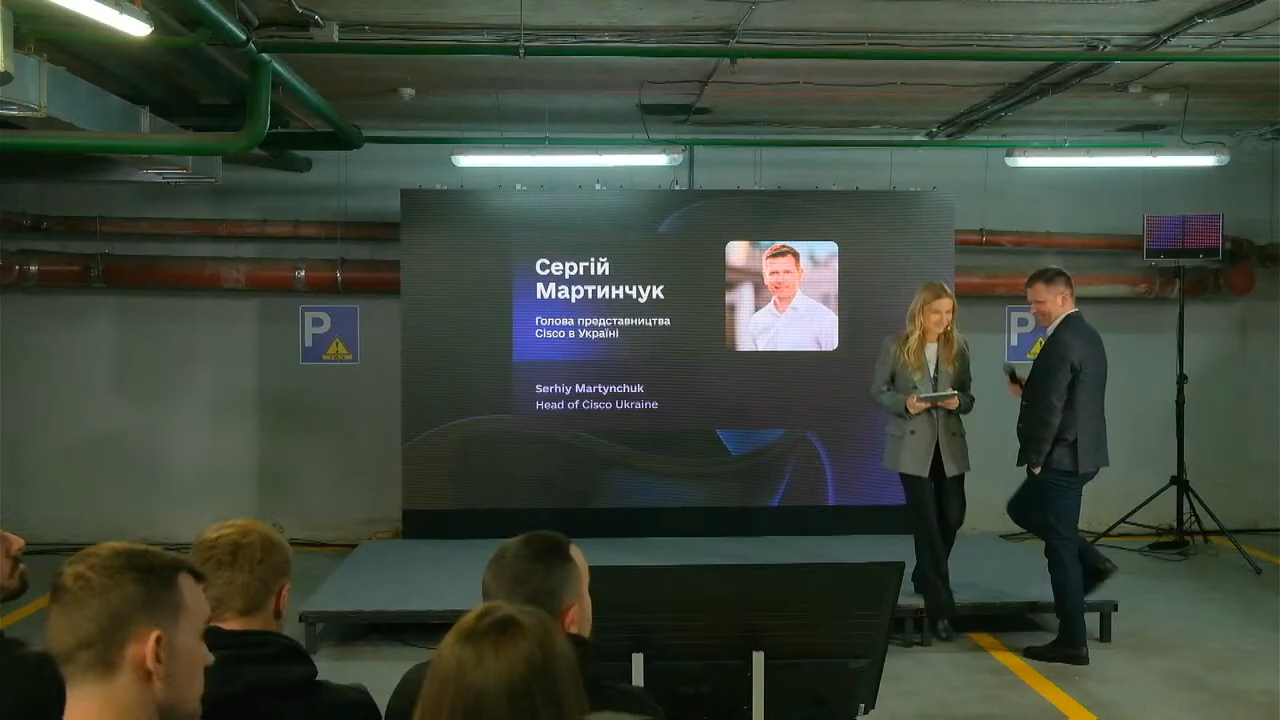 Сергій
Мартинчук
Голова представництва
Cisco в Україні
Serhiy Martynchuk
Head of Cisco Ukraine
P
P